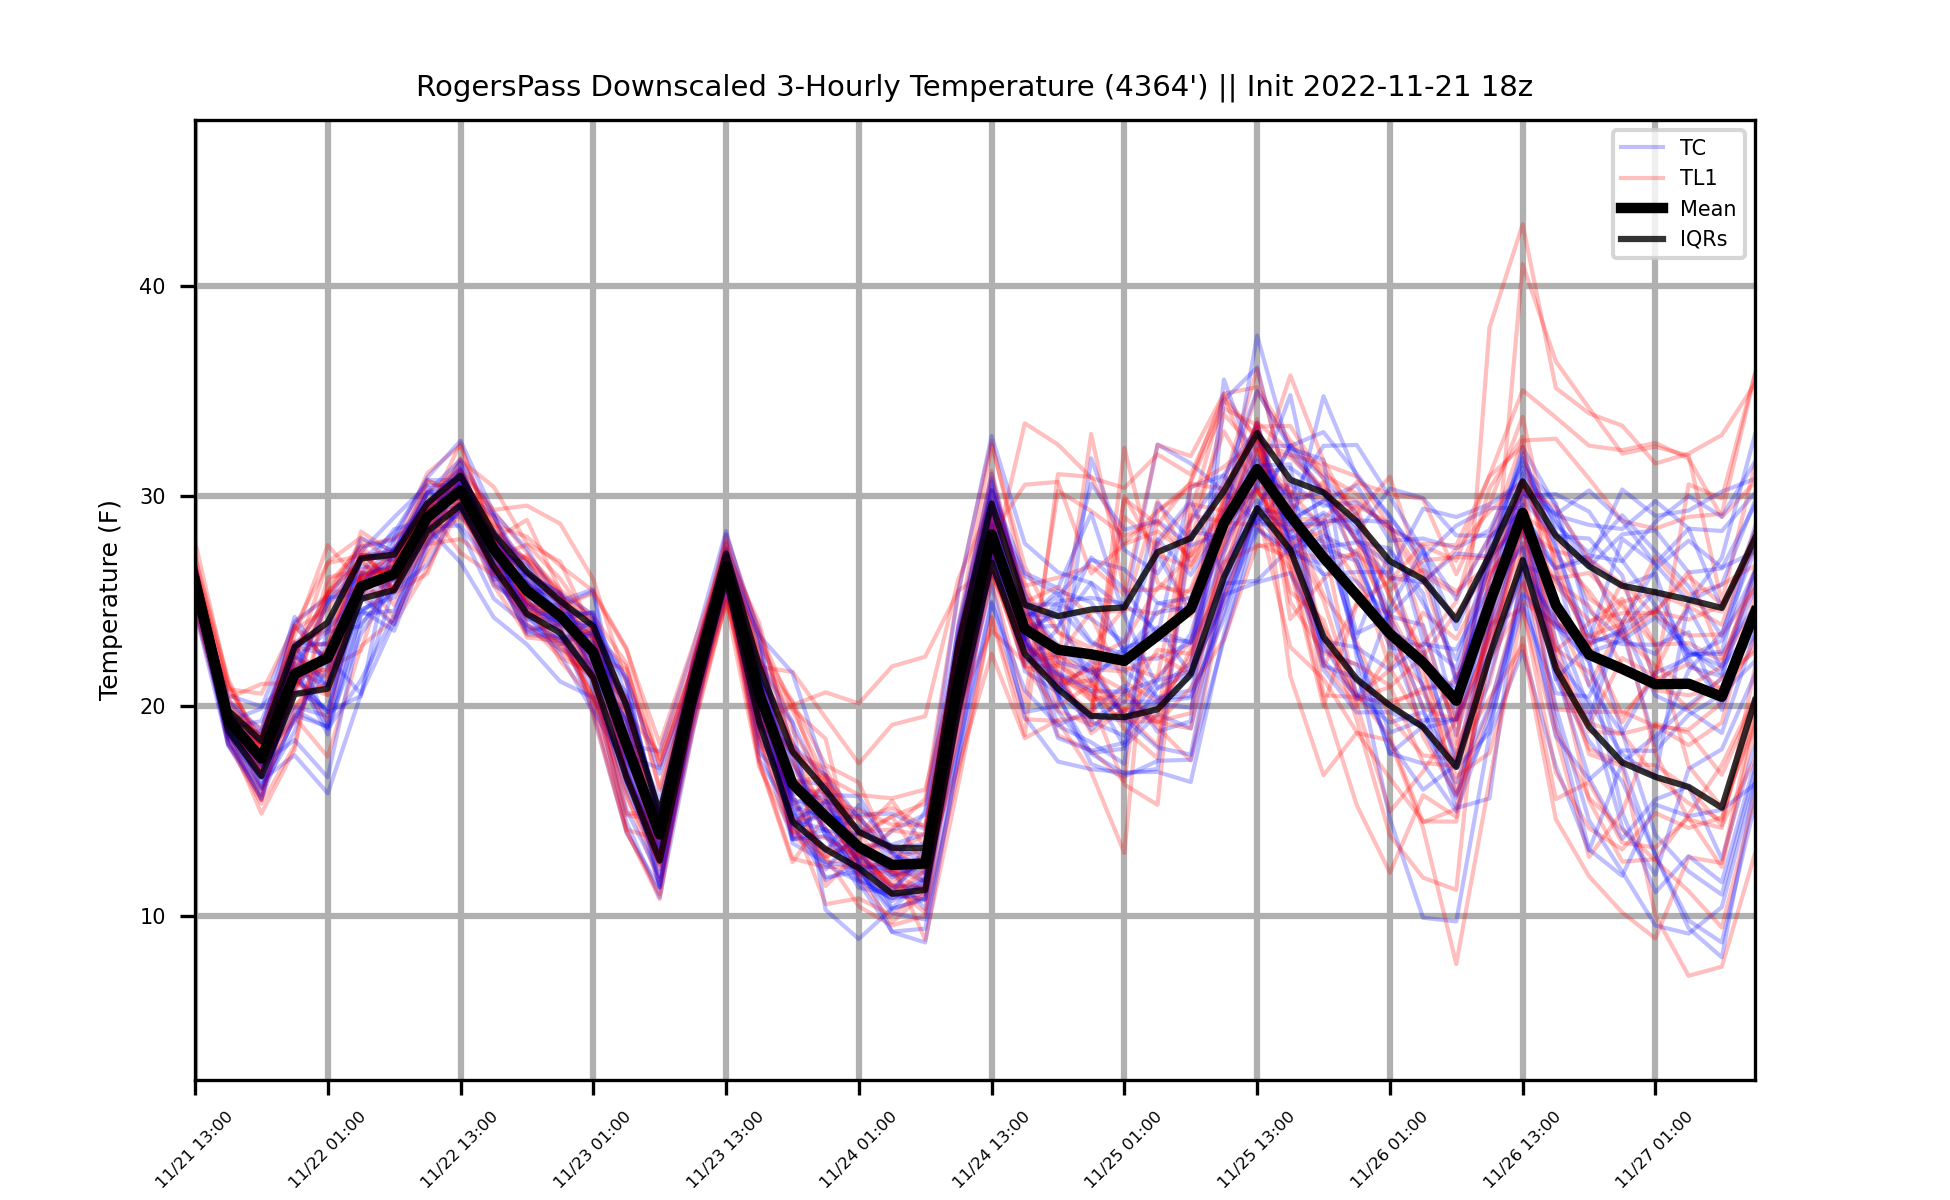 RogersPass Downscaled 3-Hourly Temperature (4364') || Init 2022-11-21 18z
TC
TL1
Mean
IQRs
Temperature (F)
40
30
20
10
11/21 13:00
11/22 01:00
11/22 13:00
11/23 01:00
11/23 13:00
11/24 01:00
11/24 13:00
11/25 01:00
11/25 13:00
11/26 01:00
11/26 13:00
11/27 01:00